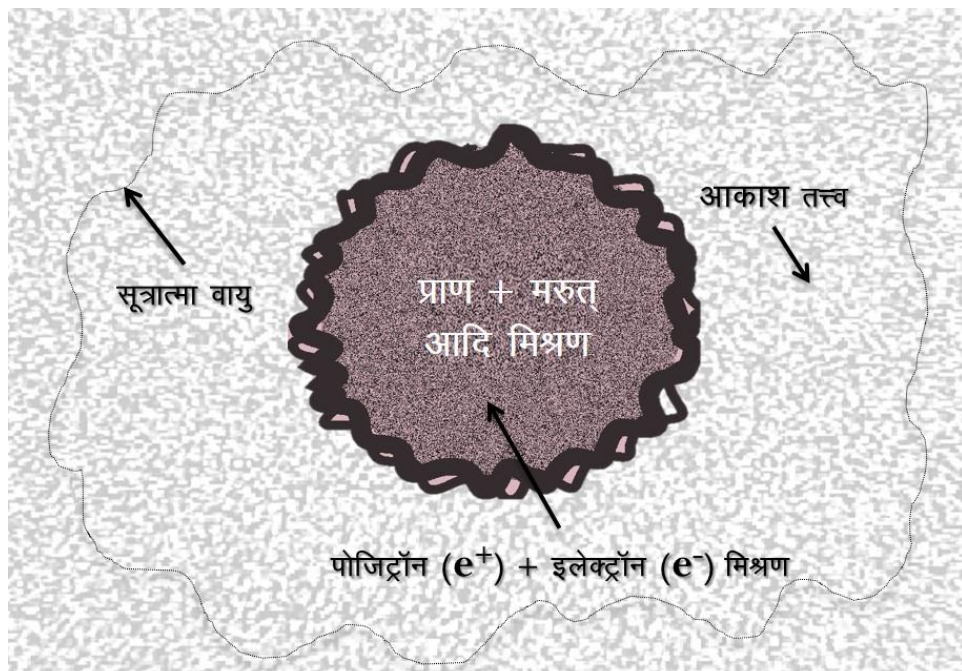 आकाश तत्त्व
सूत्रात्मा वायु
प्राण + मरुत्
आदि मिश्रण
पोजिट्रॉन (e⁺) + इलेक्ट्रॉन (e⁻) मिश्रण